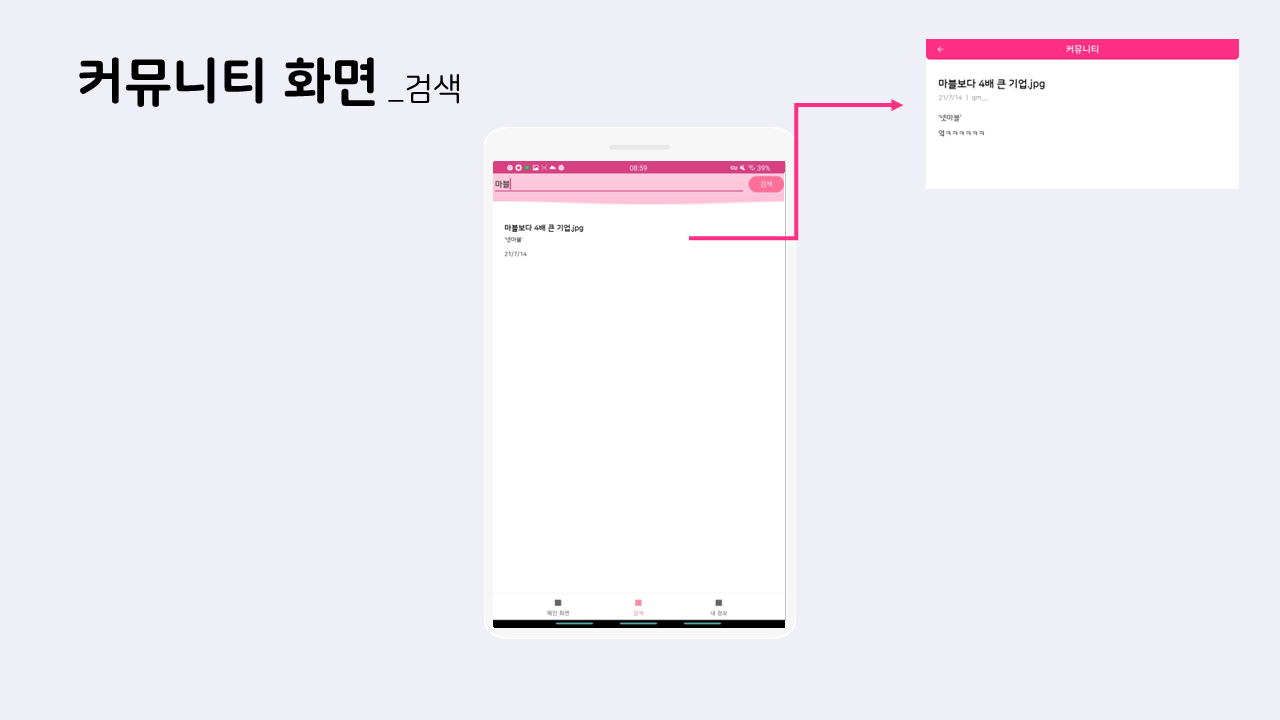 커뮤니티 화면 _검색
08:59
39%
마블
검색
마블보다 4배 큰 기업.jpg
'넷마블'
21/7/14
메인 화면
검색
내 정보
커뮤니티
마블보다 4배 큰 기업.jpg
21/7/14 | gm__
'넷마블'
엌ㅋㅋㅋㅋㅋㅋ